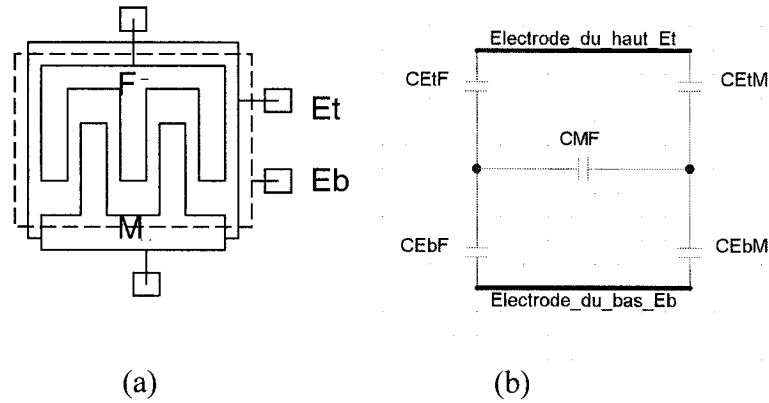 F
Et
Eb
M
(a)
Electrode_du_haut_Et
CEtF
CEtM
CMF
CEbF
CEbM
Electrode_du_bas_Eb
(b)